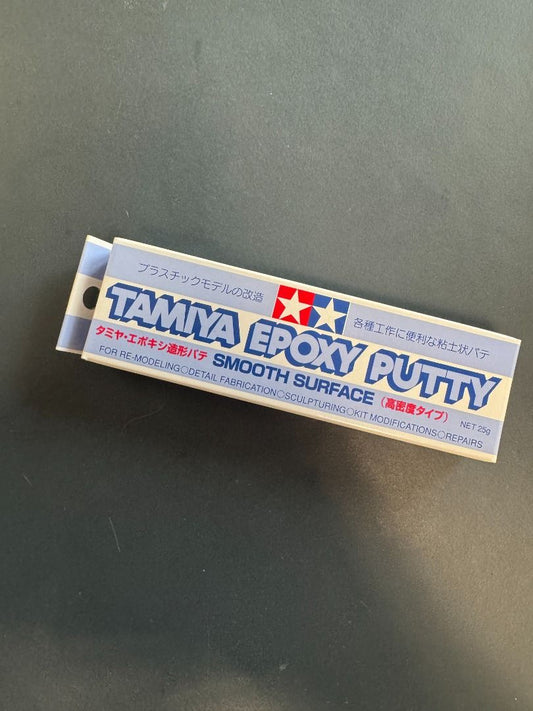 プラスチックモデルの改造
各種工作に便利な粘土状パテ
TAMIYA EPOXY PUTTY
タミヤ・エポキシ造形パテ SMOOTH SURFACE (高密度タイプ) NET 25g
FOR RE-MODELING○DETAIL FABRICATION○SCULPTURING○KIT MODIFICATIONS○REPAIRS